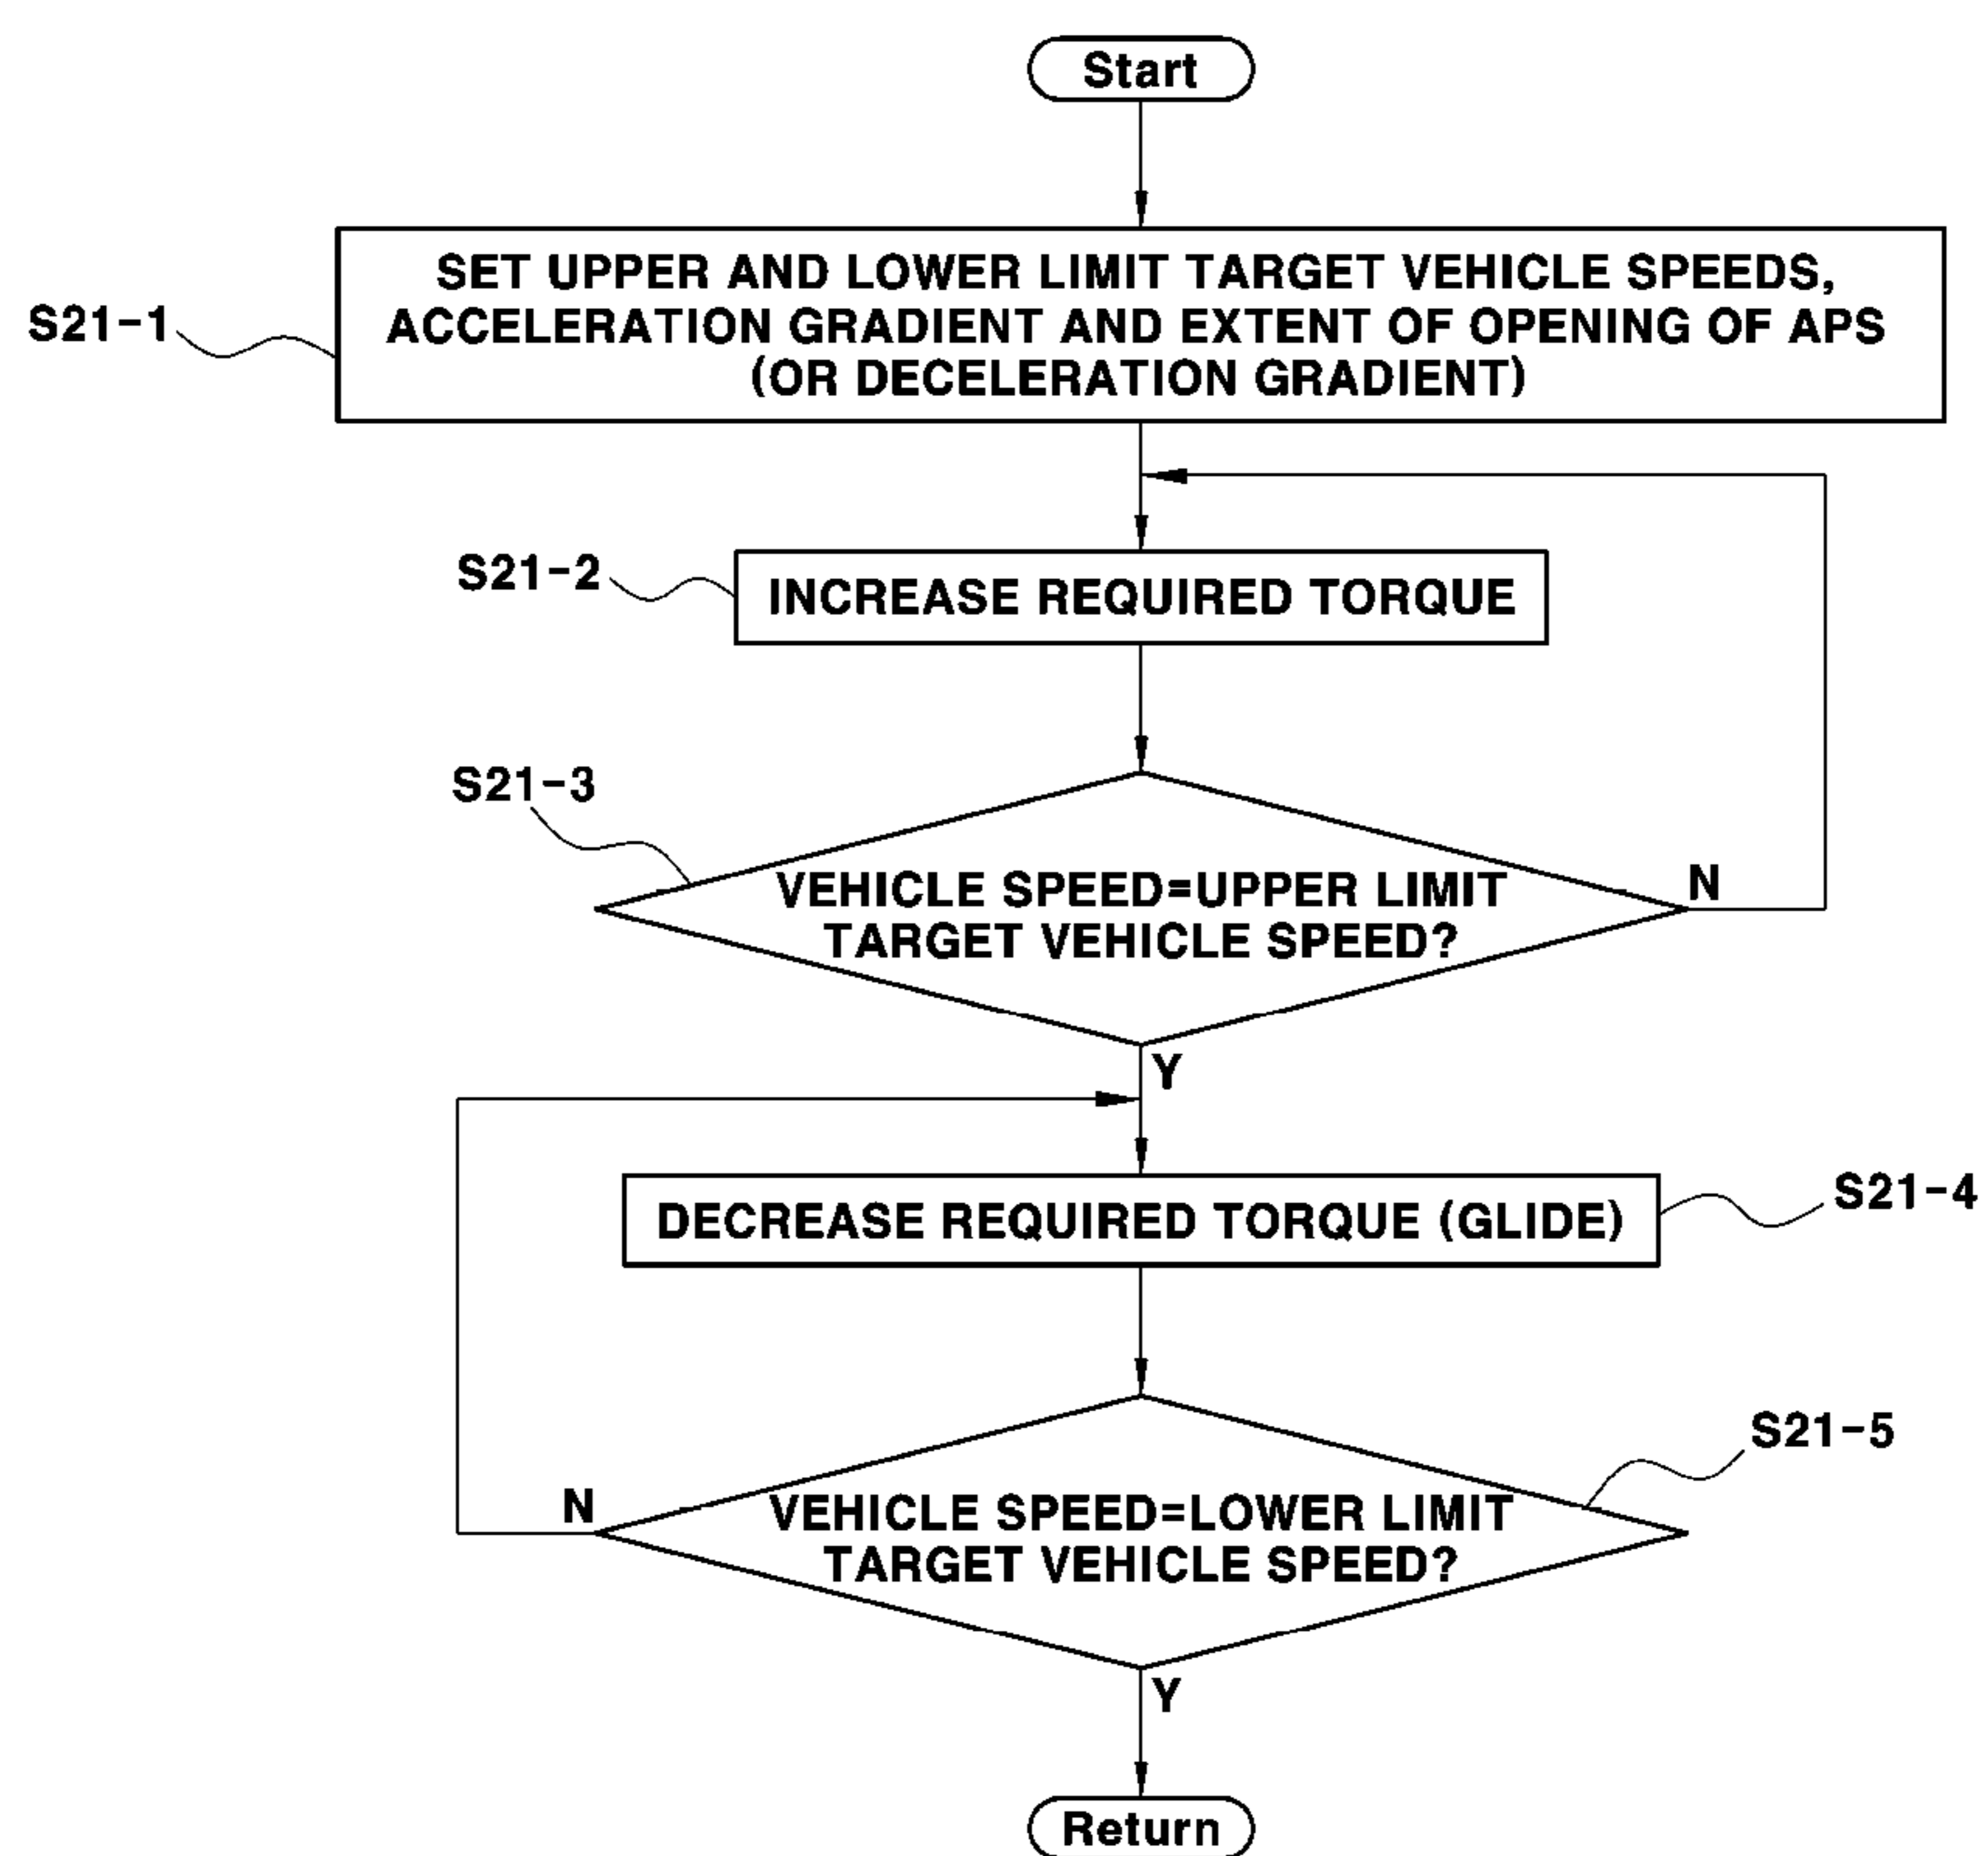 Start
SET UPPER AND LOWER LIMIT TARGET VEHICLE SPEEDS,
S21-1
ACCELERATION GRADIENT AND EXTENT OF OPENING OF APS
(OR DECELERATION GRADIENT)
S21-2
INCREASE REQUIRED TORQUE
S21-3
VEHICLE SPEED=UPPER LIMIT
TARGET VEHICLE SPEED?
N
Y
DECREASE REQUIRED TORQUE (GLIDE)
S21-4
S21-5
N
VEHICLE SPEED=LOWER LIMIT
TARGET VEHICLE SPEED?
Y
Return